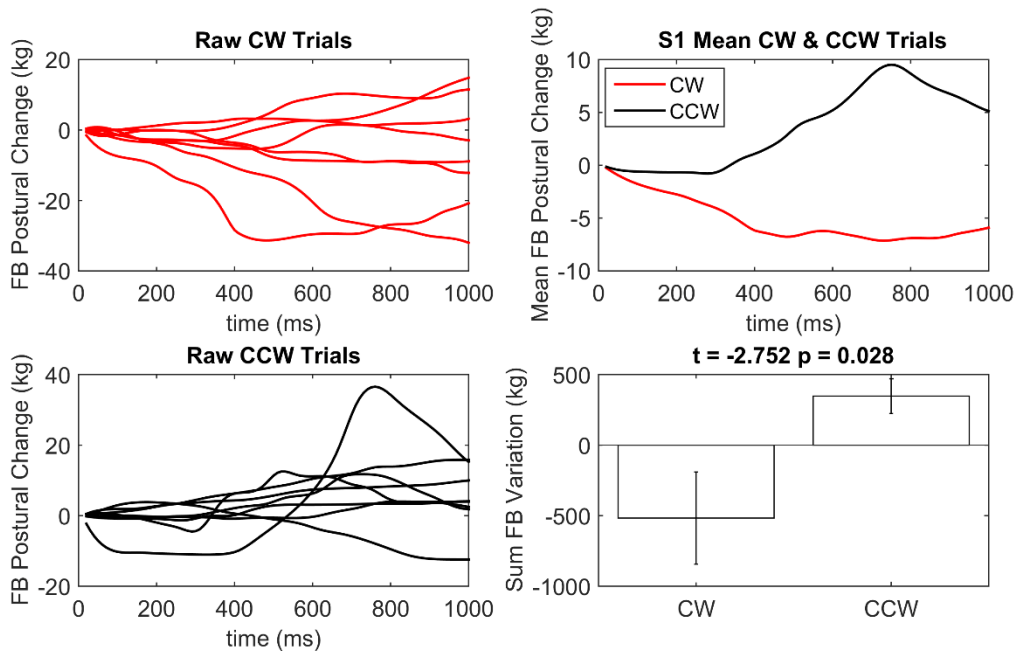 Raw CW Trials
FB Postural Change (kg)
20
0
-20
-40
0 200 400 600 800 1000
time (ms)
S1 Mean CW & CCW Trials
Mean FB Postural Change (kg)
10
5
0
-5
-10
CW
CCW
0 200 400 600 800 1000
time (ms)
Raw CCW Trials
FB Postural Change (kg)
40
20
0
-20
0 200 400 600 800 1000
time (ms)
t = -2.752 p = 0.028
Sum FB Variation (kg)
500
0
-500
-1000
CW CCW